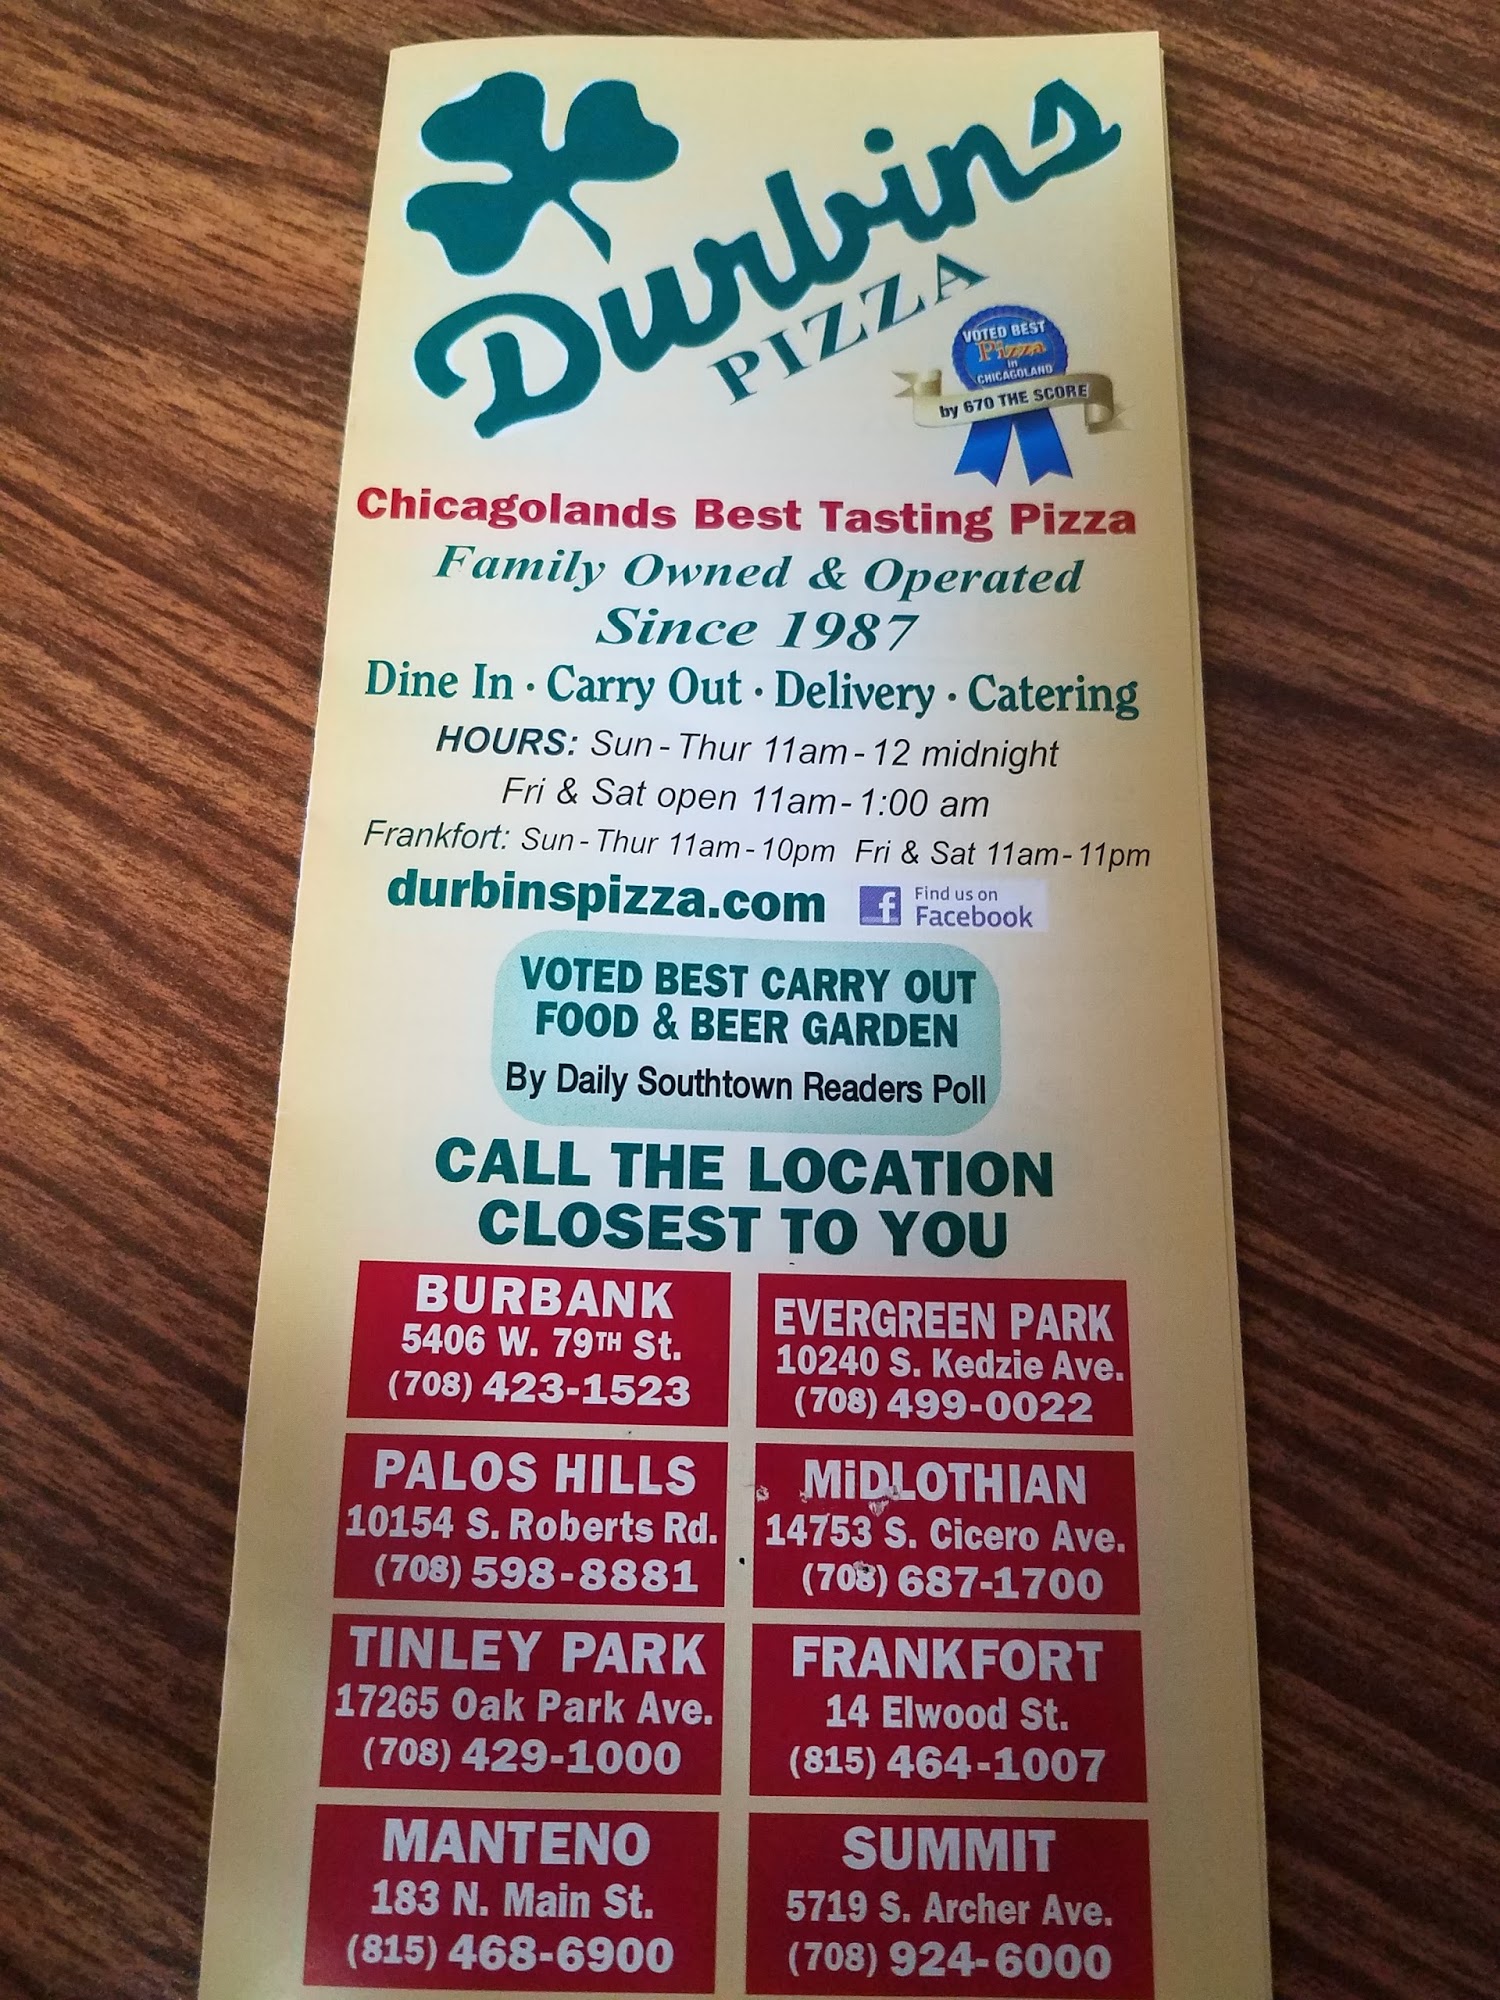 Durbins
PIZZA
VOTED BEST
Pizza
in
CHICAGOLAND
by 670 THE SCORE
Chicagolands Best Tasting Pizza
Family Owned & Operated
Since 1987
Dine In · Carry Out · Delivery · Catering
HOURS: Sun - Thur 11am - 12 midnight
Fri & Sat open 11am - 1:00 am
Frankfort: Sun - Thur 11am - 10pm Fri & Sat 11am - 11pm
durbinspizza.com
f Find us on
Facebook
VOTED BEST CARRY OUT
FOOD & BEER GARDEN
By Daily Southtown Readers Poll
CALL THE LOCATION
CLOSEST TO YOU
BURBANK
5406 W. 79TH St.
(708) 423-1523
EVERGREEN PARK
10240 S. Kedzie Ave.
(708) 499-0022
PALOS HILLS
10154 S. Roberts Rd.
(708) 598-8881
MiDLOTHIAN
14753 S. Cicero Ave.
(708) 687-1700
TINLEY PARK
17265 Oak Park Ave.
(708) 429-1000
FRANKFORT
14 Elwood St.
(815) 464-1007
MANTENO
183 N. Main St.
(815) 468-6900
SUMMIT
5719 S. Archer Ave.
(708) 924-6000